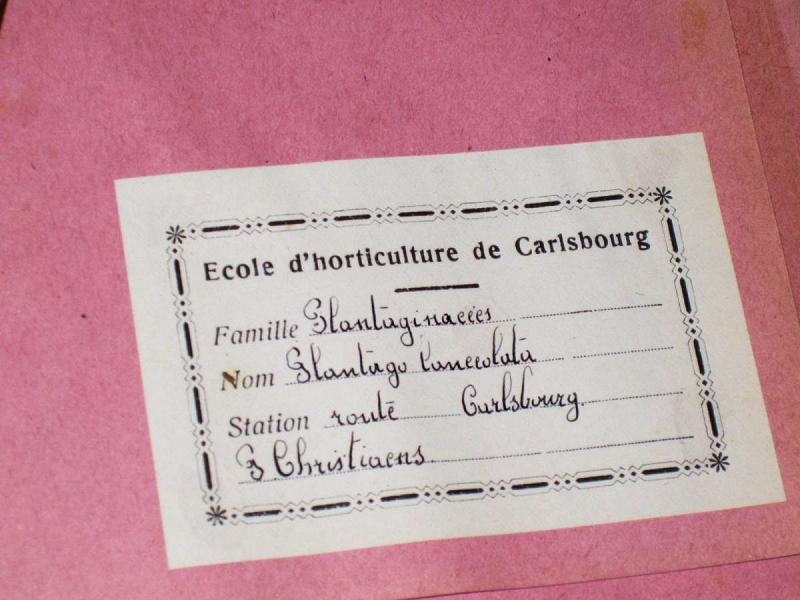 Ecole d'horticulture de Carlsbourg
Famille Plantaginacées
Nom Plantago lanceolata
Station route Carlsbourg.
Christiaens.